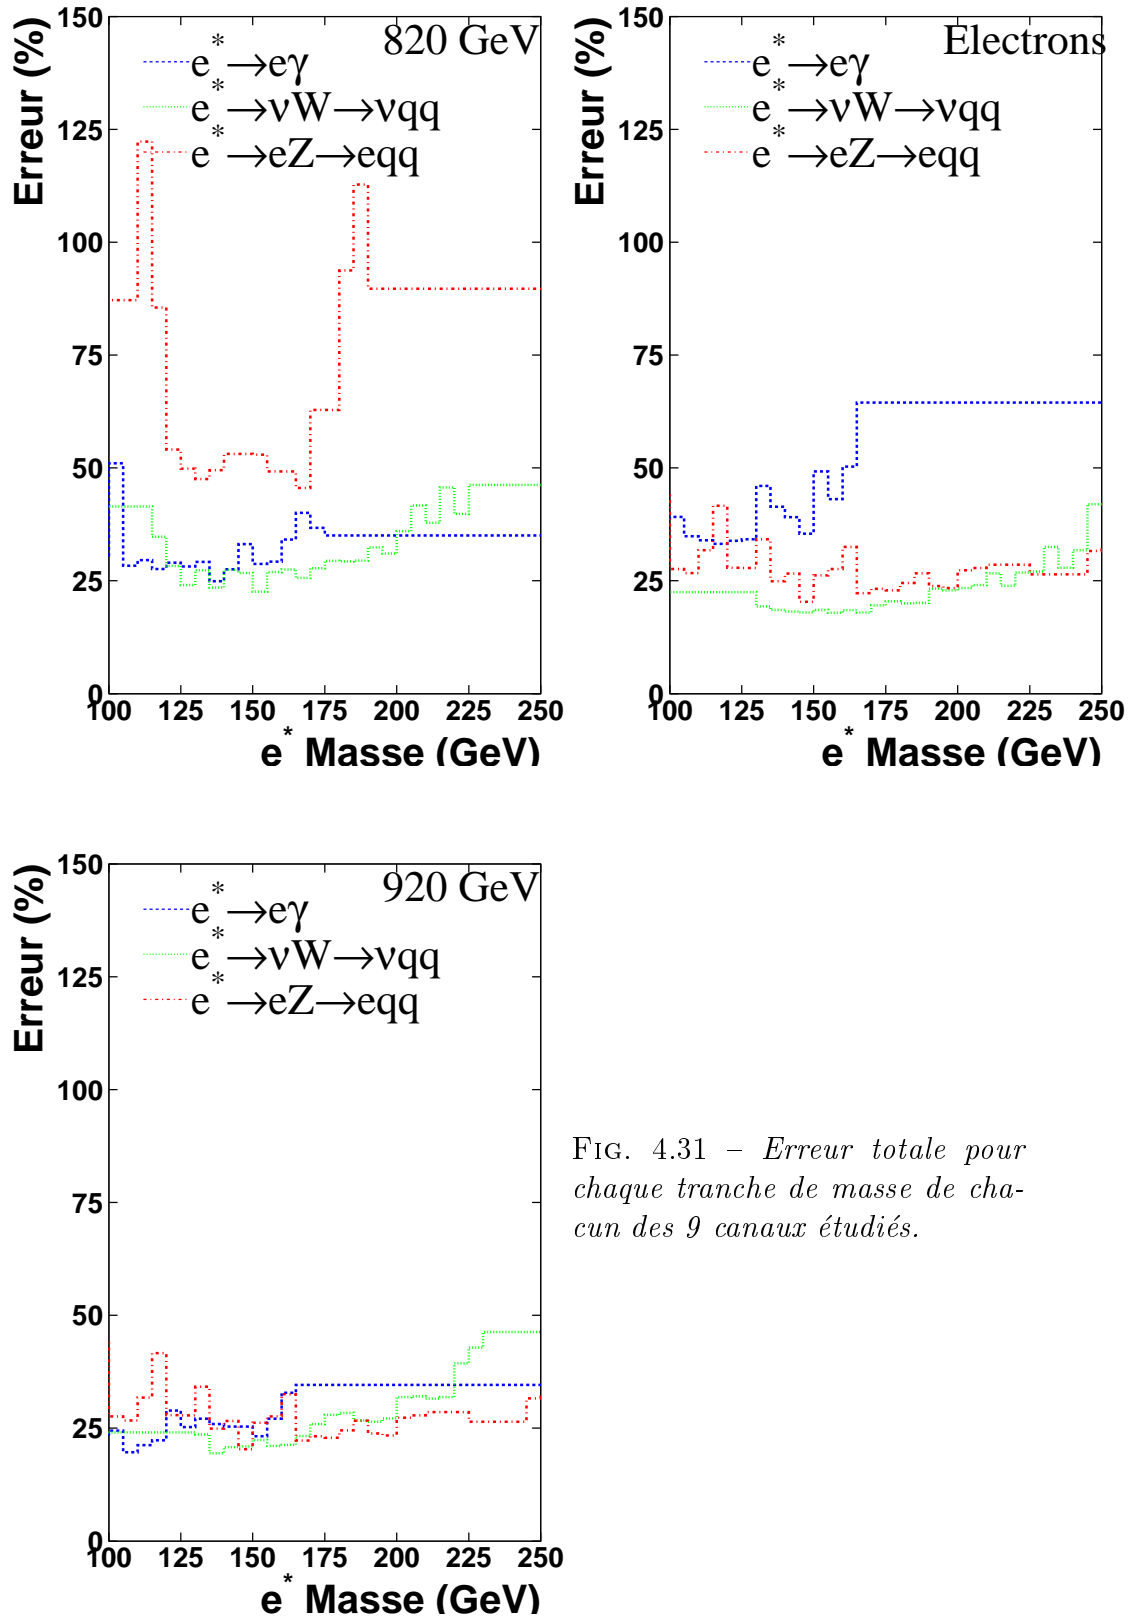 Erreur (%)
150
125
100
75
50
25
0
820 GeV
e* →eγ
e* →νW→νqq
e* →eZ→eqq
100 125 150 175 200 225 250
e* Masse (GeV)
Erreur (%)
150
125
100
75
50
25
0
Electrons
e* →eγ
e* →νW→νqq
e* →eZ→eqq
100 125 150 175 200 225 250
e* Masse (GeV)
Erreur (%)
150
125
100
75
50
25
0
920 GeV
e* →eγ
e* →νW→νqq
e* →eZ→eqq
100 125 150 175 200 225 250
e* Masse (GeV)
FIG. 4.31 – Erreur totale pour
chaque tranche de masse de cha-
cun des 9 canaux étudiés.